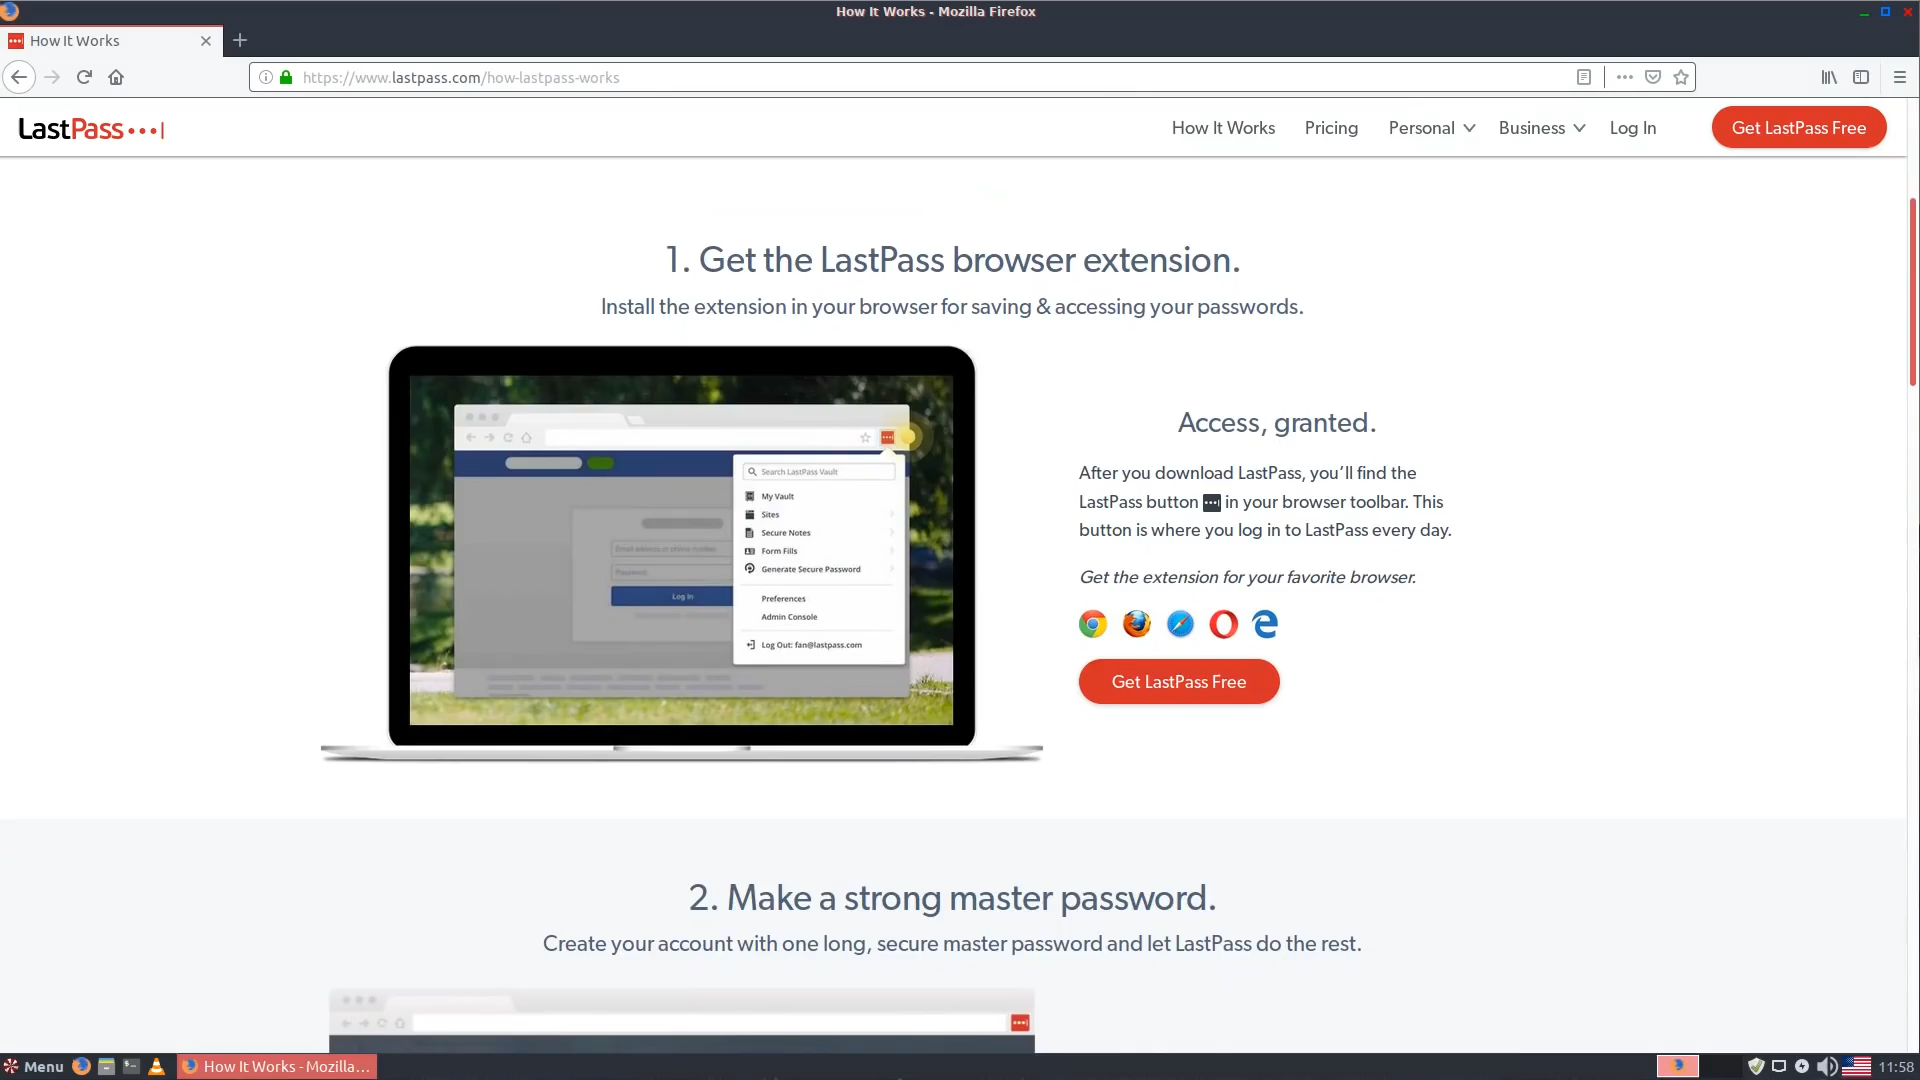 How It Works - Mozilla Firefox
How It Works
https://www.lastpass.com/how-lastpass-works
LastPass
How It Works
Pricing
Personal
Business
Log In
Get LastPass Free
1. Get the LastPass browser extension.
Install the extension in your browser for saving & accessing your passwords.
Search LastPass Vault
My Vault
Sites
Secure Notes
Form Fills
Generate Secure Password
Preferences
Admin Console
Log Out: fan@lastpass.com
Email address or phone number
Password
Log In
Access, granted.
After you download LastPass, you’ll find the
LastPass button in your browser toolbar. This
button is where you log in to LastPass every day.
Get the extension for your favorite browser.
Get LastPass Free
2. Make a strong master password.
Create your account with one long, secure master password and let LastPass do the rest.
Menu
How It Works - Mozilla...
11:58